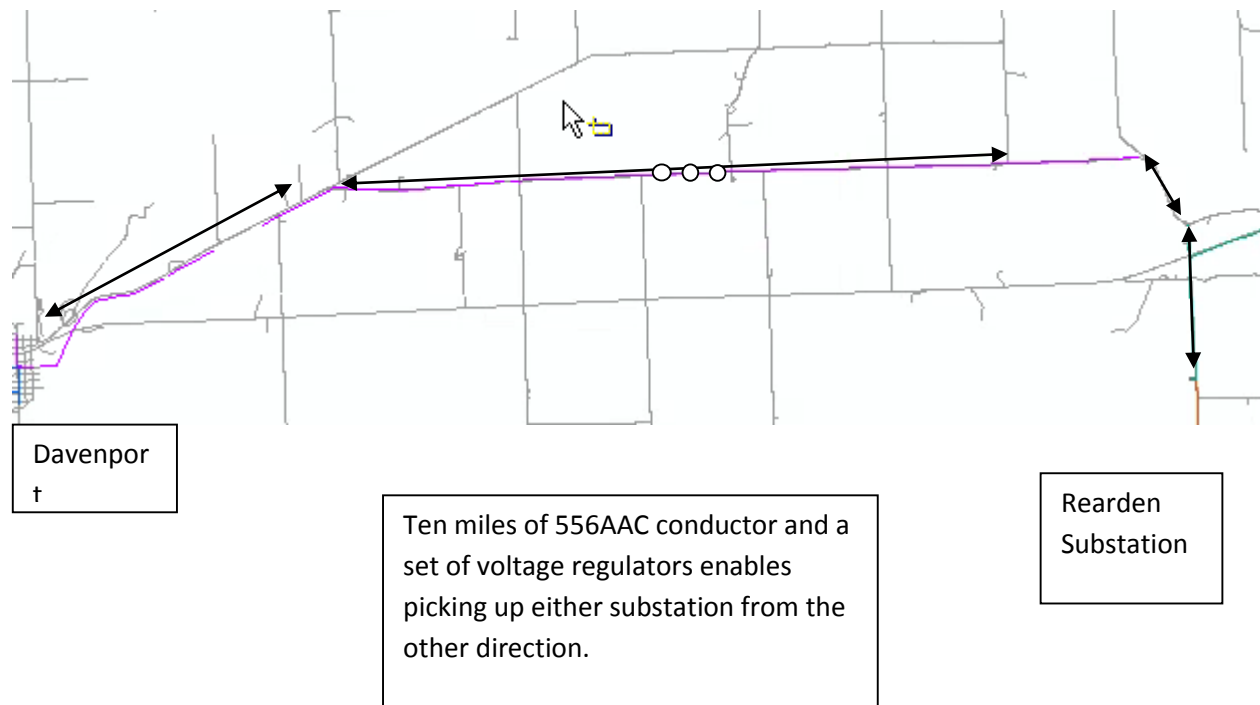 Davenpor
t
Ten miles of 556AAC conductor and a
set of voltage regulators enables
picking up either substation from the
other direction.
Rearden
Substation